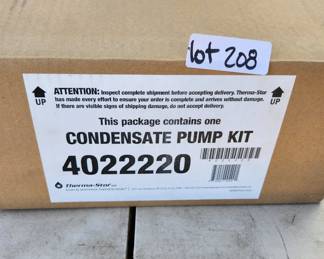 lot 208
ATTENTION: Inspect complete shipment before accepting delivery. Therma-Stor
has made every effort to ensure your order is complete and arrives without damage.
If there are visible signs of shipping damage, do not accept delivery.
UP
UP
This package contains one
CONDENSATE PUMP KIT
4022220
Therma-Stor LLC